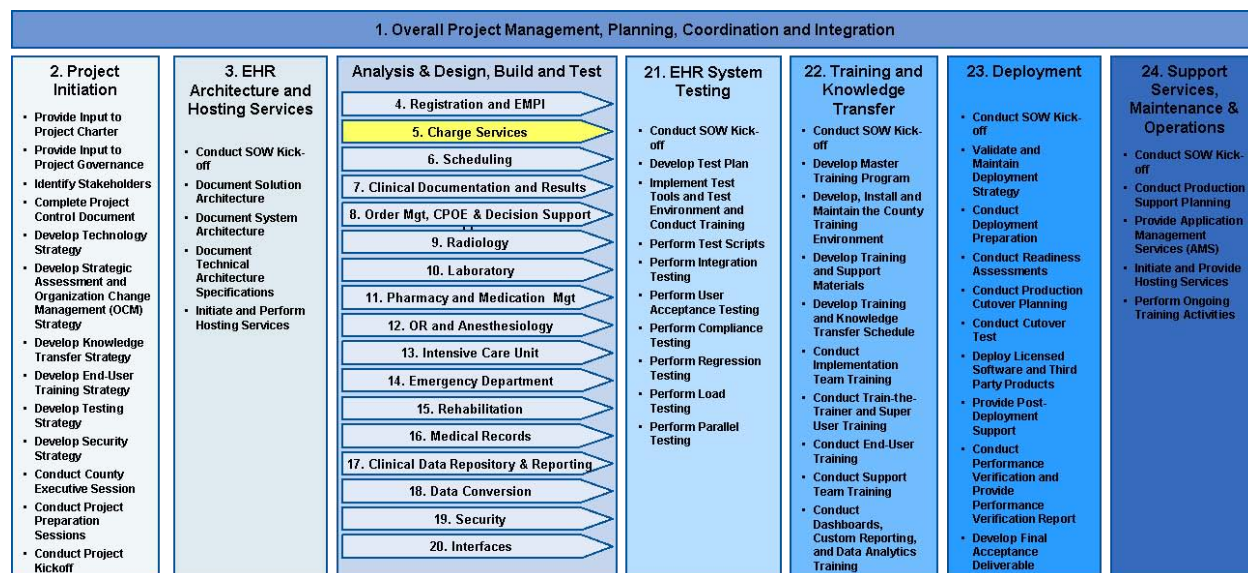 1. Overall Project Management, Planning, Coordination and Integration
2. Project
Initiation
• Provide Input to
Project Charter
• Provide Input to
Project Governance
• Identify Stakeholders
• Complete Project
Control Document
• Develop Technology
Strategy
• Develop Strategic
Assessment and
Organization Change
Management (OCM)
Strategy
• Develop Knowledge
Transfer Strategy
• Develop End-User
Training Strategy
• Develop Testing
Strategy
• Develop Security
Strategy
• Conduct County
Executive Session
• Conduct Project
Preparation
Sessions
• Conduct Project
Kickoff
3. EHR
Architecture and
Hosting Services
• Conduct SOW Kick-
off
• Document Solution
Architecture
• Document System
Architecture
• Document
Technical
Architecture
Specifications
• Initiate and Perform
Hosting Services
Analysis & Design, Build and Test
4. Registration and EMPI
5. Charge Services
6. Scheduling
7. Clinical Documentation and Results
8. Order Mgt, CPOE & Decision Support
9. Radiology
10. Laboratory
11. Pharmacy and Medication Mgt
12. OR and Anesthesiology
13. Intensive Care Unit
14. Emergency Department
15. Rehabilitation
16. Medical Records
17. Clinical Data Repository & Reporting
18. Data Conversion
19. Security
20. Interfaces
21. EHR System
Testing
• Conduct SOW Kick-
off
• Develop Test Plan
• Implement Test
Tools and Test
Environment and
Conduct Training
• Perform Test Scripts
• Perform Integration
Testing
• Perform User
Acceptance Testing
• Perform Compliance
Testing
• Perform Regression
Testing
• Perform Load
Testing
• Perform Parallel
Testing
22. Training and
Knowledge
Transfer
• Conduct SOW Kick-
off
• Develop Master
Training Program
• Develop, Install and
Maintain the County
Training
Environment
• Develop Training
and Support
Materials
• Develop Training
and Knowledge
Transfer Schedule
• Conduct
Implementation
Team Training
• Conduct Train-the-
Trainer and Super
User Training
• Conduct End-User
Training
• Conduct Support
Team Training
• Conduct
Dashboards,
Custom Reporting,
and Data Analytics
Training
23. Deployment
• Conduct SOW Kick-
off
• Validate and
Maintain
Deployment
Strategy
• Conduct
Deployment
Preparation
• Conduct Readiness
Assessments
• Conduct Production
Cutover Planning
• Conduct Cutover
Test
• Deploy Licensed
Software and Third
Party Products
• Provide Post-
Deployment
Support
• Conduct
Performance
Verification and
Provide
Performance
Verification Report
• Develop Final
Acceptance
Deliverable
24. Support
Services,
Maintenance &
Operations
• Conduct SOW Kick-
off
• Conduct Production
Support Planning
• Provide Application
Management
Services (AMS)
• Initiate and Provide
Hosting Services
• Perform Ongoing
Training Activities